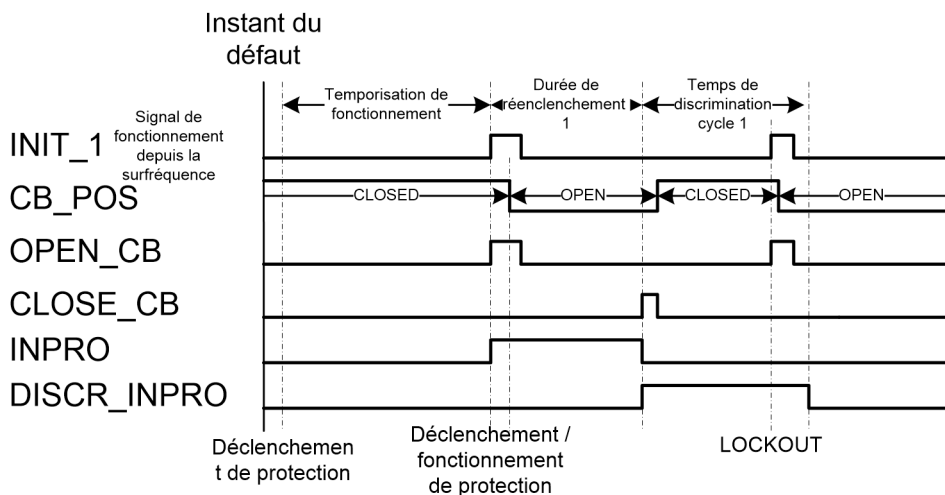 Instant du
défaut
Temporisation de
fonctionnement
Durée de
réenclenchement
1
Temps de
discrimination
cycle 1
INIT_1
Signal de
fonctionnement
depuis la
surfréquence
CB_POS
CLOSED
OPEN
CLOSED
OPEN
OPEN_CB
CLOSE_CB
INPRO
DISCR_INPRO
Déclenchemen
t de protection
Déclenchement /
fonctionnement
de protection
LOCKOUT